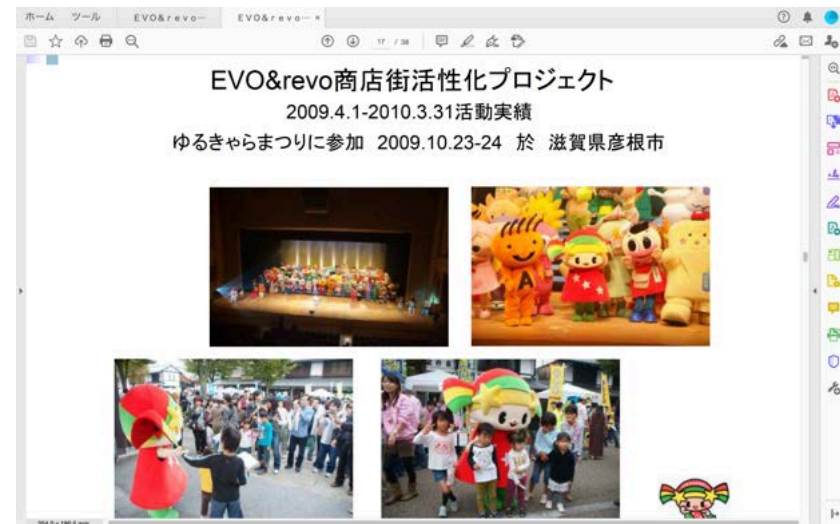 ホーム ツール EVO&revo… EVO&revo… ×
17 / 38
EVO&revo商店街活性化プロジェクト
2009.4.1-2010.3.31活動実績
ゆるきゃらまつりに参加 2009.10.23-24 於 滋賀県彦根市
A